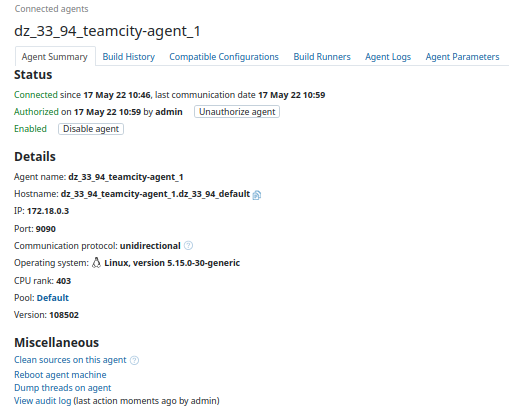 Connected agents
dz_33_94_teamcity-agent_1
Agent Summary Build History Compatible Configurations Build Runners Agent Logs Agent Parameters
Status
Connected since 17 May 22 10:46, last communication date 17 May 22 10:59
Authorized on 17 May 22 10:59 by admin Unauthorize agent
Enabled Disable agent
Details
Agent name: dz_33_94_teamcity-agent_1
Hostname: dz_33_94_teamcity-agent_1.dz_33_94_default
IP: 172.18.0.3
Port: 9090
Communication protocol: unidirectional ?
Operating system: Linux, version 5.15.0-30-generic
CPU rank: 403
Pool: Default
Version: 108502
Miscellaneous
Clean sources on this agent ?
Reboot agent machine
Dump threads on agent
View audit log (last action moments ago by admin)